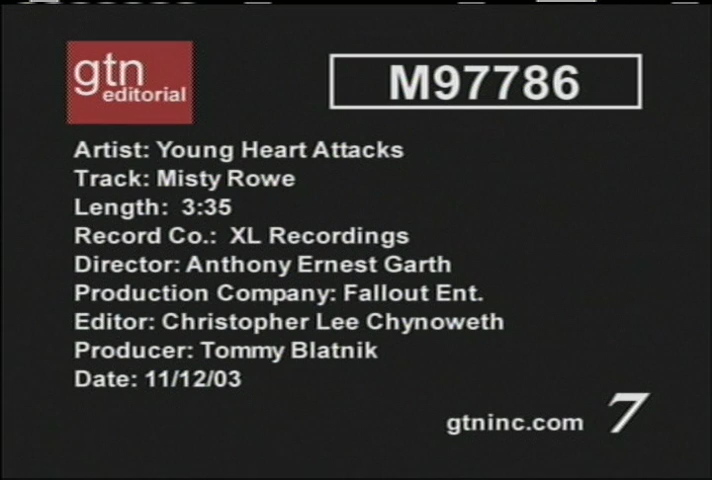 gtn
editorial
M97786
Artist: Young Heart Attacks
Track: Misty Rowe
Length: 3:35
Record Co.: XL Recordings
Director: Anthony Ernest Garth
Production Company: Fallout Ent.
Editor: Christopher Lee Chynoweth
Producer: Tommy Blatnik
Date: 11/12/03
gtninc.com 7